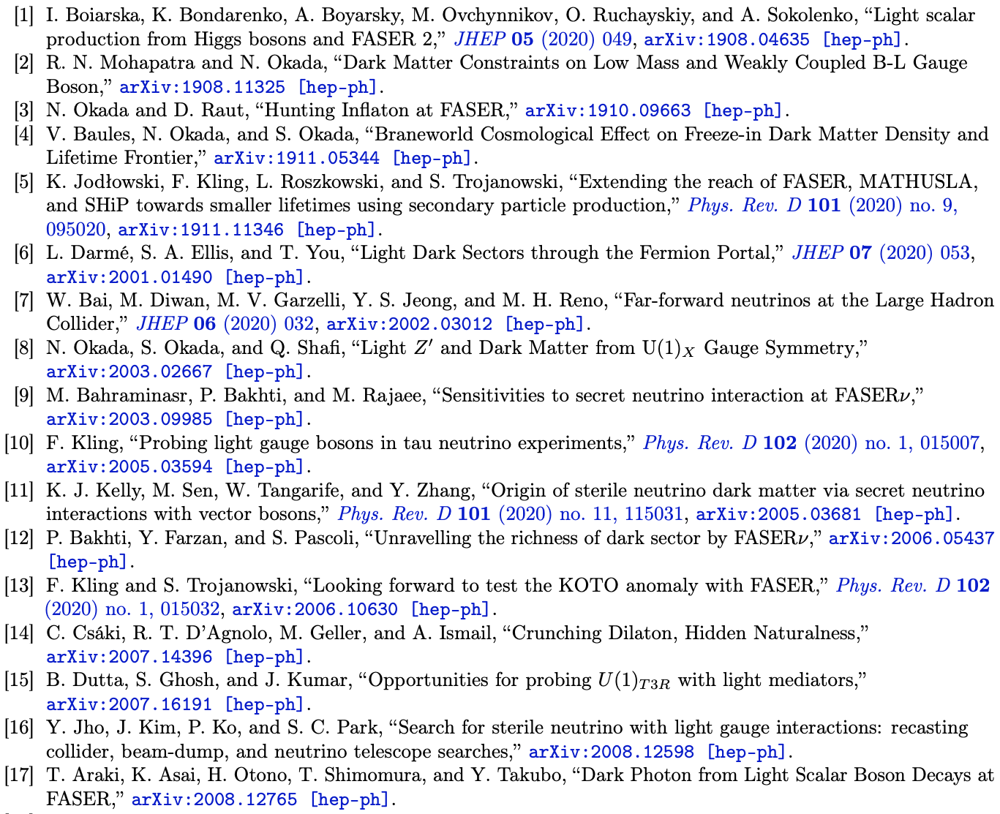 [1] I. Boiarska, K. Bondarenko, A. Boyarsky, M. Ovchynnikov, O. Ruchayskiy, and A. Sokolenko, “Light scalar
production from Higgs bosons and FASER 2,” JHEP 05 (2020) 049, arXiv:1908.04635 [hep-ph].
[2] R. N. Mohapatra and N. Okada, “Dark Matter Constraints on Low Mass and Weakly Coupled B-L Gauge
Boson,” arXiv:1908.11325 [hep-ph].
[3] N. Okada and D. Raut, “Hunting Inflaton at FASER,” arXiv:1910.09663 [hep-ph].
[4] V. Baules, N. Okada, and S. Okada, “Braneworld Cosmological Effect on Freeze-in Dark Matter Density and
Lifetime Frontier,” arXiv:1911.05344 [hep-ph].
[5] K. Jodłowski, F. Kling, L. Roszkowski, and S. Trojanowski, “Extending the reach of FASER, MATHUSLA,
and SHiP towards smaller lifetimes using secondary particle production,” Phys. Rev. D 101 (2020) no. 9,
095020, arXiv:1911.11346 [hep-ph].
[6] L. Darmé, S. A. Ellis, and T. You, “Light Dark Sectors through the Fermion Portal,” JHEP 07 (2020) 053,
arXiv:2001.01490 [hep-ph].
[7] W. Bai, M. Diwan, M. V. Garzelli, Y. S. Jeong, and M. H. Reno, “Far-forward neutrinos at the Large Hadron
Collider,” JHEP 06 (2020) 032, arXiv:2002.03012 [hep-ph].
[8] N. Okada, S. Okada, and Q. Shafi, “Light Z′ and Dark Matter from U(1)X Gauge Symmetry,”
arXiv:2003.02667 [hep-ph].
[9] M. Bahraminasr, P. Bakhti, and M. Rajaee, “Sensitivities to secret neutrino interaction at FASERν,”
arXiv:2003.09985 [hep-ph].
[10] F. Kling, “Probing light gauge bosons in tau neutrino experiments,” Phys. Rev. D 102 (2020) no. 1, 015007,
arXiv:2005.03594 [hep-ph].
[11] K. J. Kelly, M. Sen, W. Tangarife, and Y. Zhang, “Origin of sterile neutrino dark matter via secret neutrino
interactions with vector bosons,” Phys. Rev. D 101 (2020) no. 11, 115031, arXiv:2005.03681 [hep-ph].
[12] P. Bakhti, Y. Farzan, and S. Pascoli, “Unravelling the richness of dark sector by FASERν,” arXiv:2006.05437
[hep-ph].
[13] F. Kling and S. Trojanowski, “Looking forward to test the KOTO anomaly with FASER,” Phys. Rev. D 102
(2020) no. 1, 015032, arXiv:2006.10630 [hep-ph].
[14] C. Csáki, R. T. D’Agnolo, M. Geller, and A. Ismail, “Crunching Dilaton, Hidden Naturalness,”
arXiv:2007.14396 [hep-ph].
[15] B. Dutta, S. Ghosh, and J. Kumar, “Opportunities for probing U(1)T3R with light mediators,”
arXiv:2007.16191 [hep-ph].
[16] Y. Jho, J. Kim, P. Ko, and S. C. Park, “Search for sterile neutrino with light gauge interactions: recasting
collider, beam-dump, and neutrino telescope searches,” arXiv:2008.12598 [hep-ph].
[17] T. Araki, K. Asai, H. Otono, T. Shimomura, and Y. Takubo, “Dark Photon from Light Scalar Boson Decays at
FASER,” arXiv:2008.12765 [hep-ph].